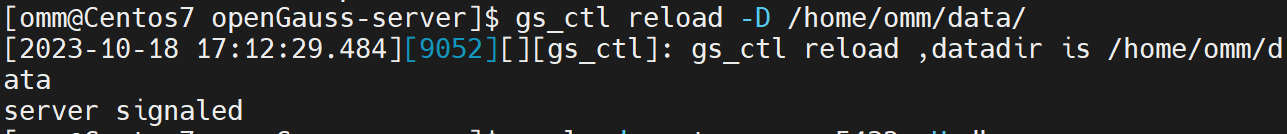 [omm@Centos7 openGauss-server]$ gs_ctl reload -D /home/omm/data/
[2023-10-18 17:12:29.484][9052][][gs_ctl]: gs_ctl reload ,datadir is /home/omm/d
ata
server signaled